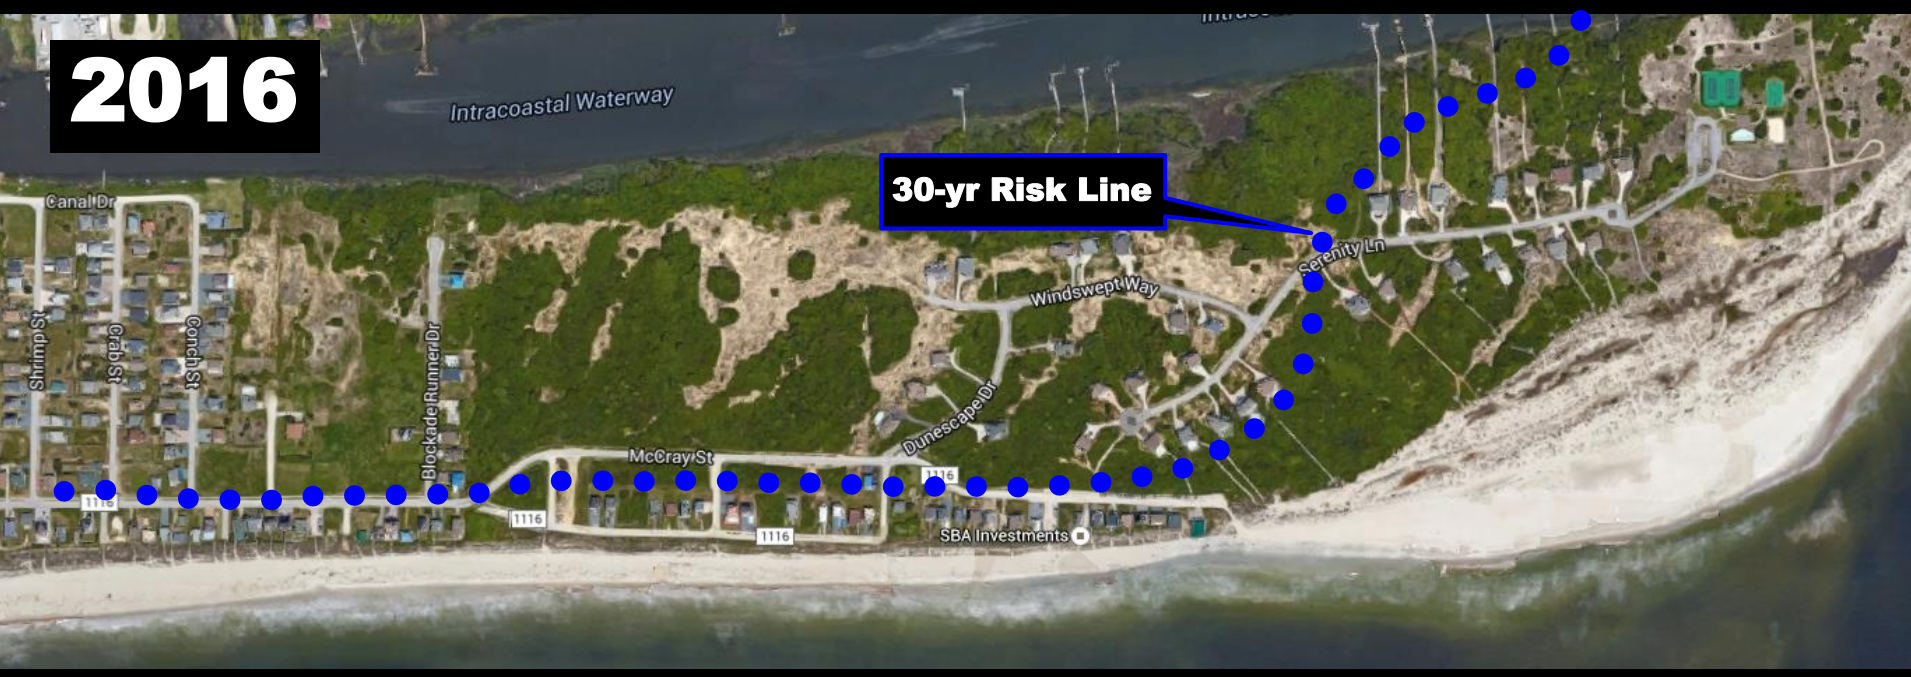 2016
Intracoastal Waterway
30-yr Risk Line
Canal Dr
Serenity Ln
Windswept Way
Shrimp St
Crab St
Conch St
Blockade Runner Dr
Dunescape Dr
McCray St
1116
1116
1116
1116
SBA Investments